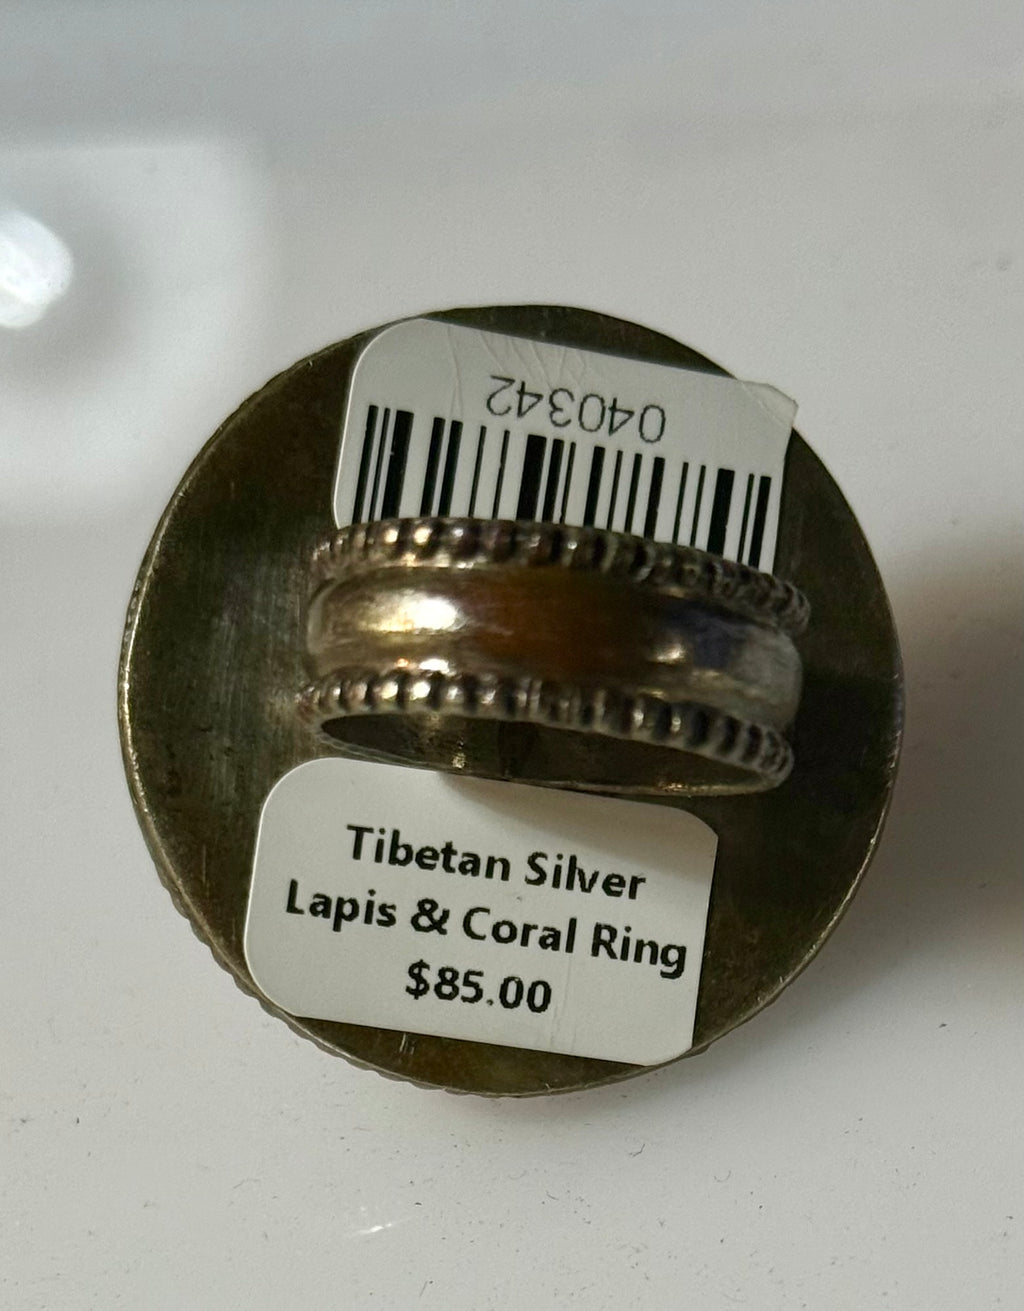 040342
Tibetan Silver
Lapis & Coral Ring
$85.00